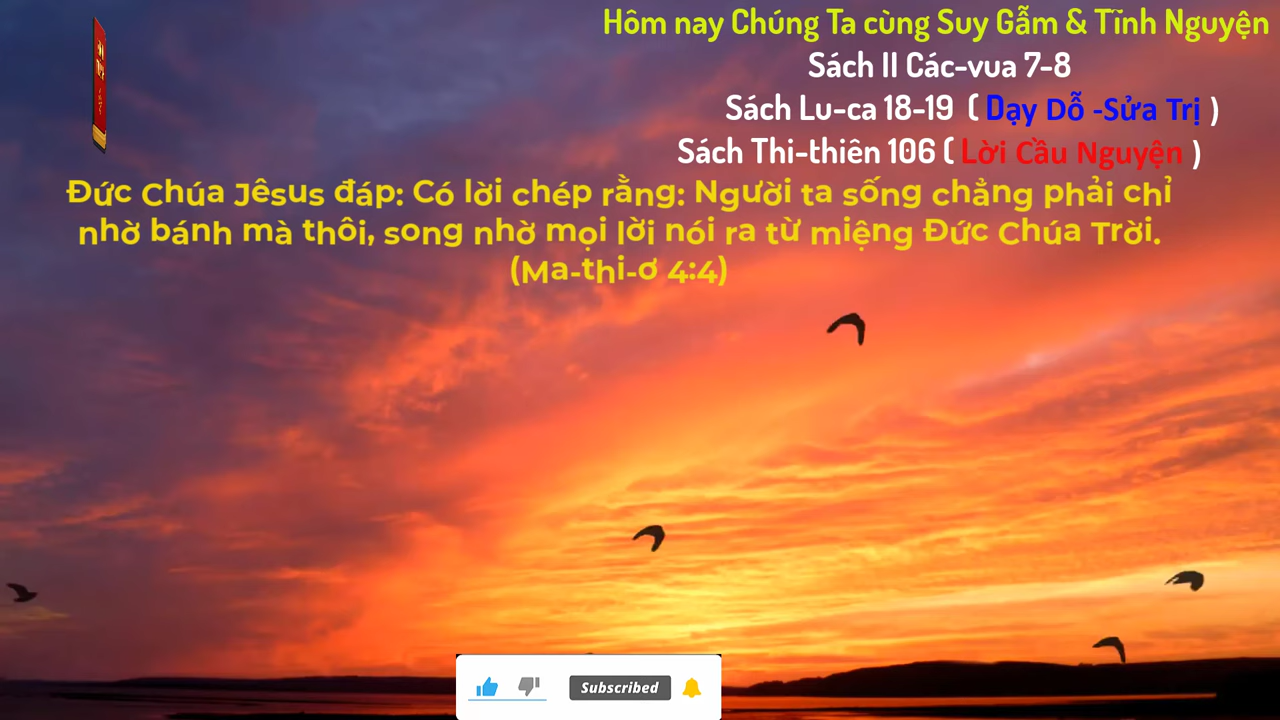 Hôm nay Chúng Ta cùng Suy Gẫm & Tĩnh Nguyện
Sách II Các-vua 7-8
Sách Lu-ca 18-19 ( Dạy Dỗ -Sửa Trị )
Sách Thi-thiên 106 ( Lời Cầu Nguyện )
Đức Chúa Jêsus đáp: Có lời chép rằng: Người ta sống chẳng phải chỉ
nhờ bánh mà thôi, song nhờ mọi lời nói ra từ miệng Đức Chúa Trời.
(Ma-thi-ơ 4:4)
Subscribed